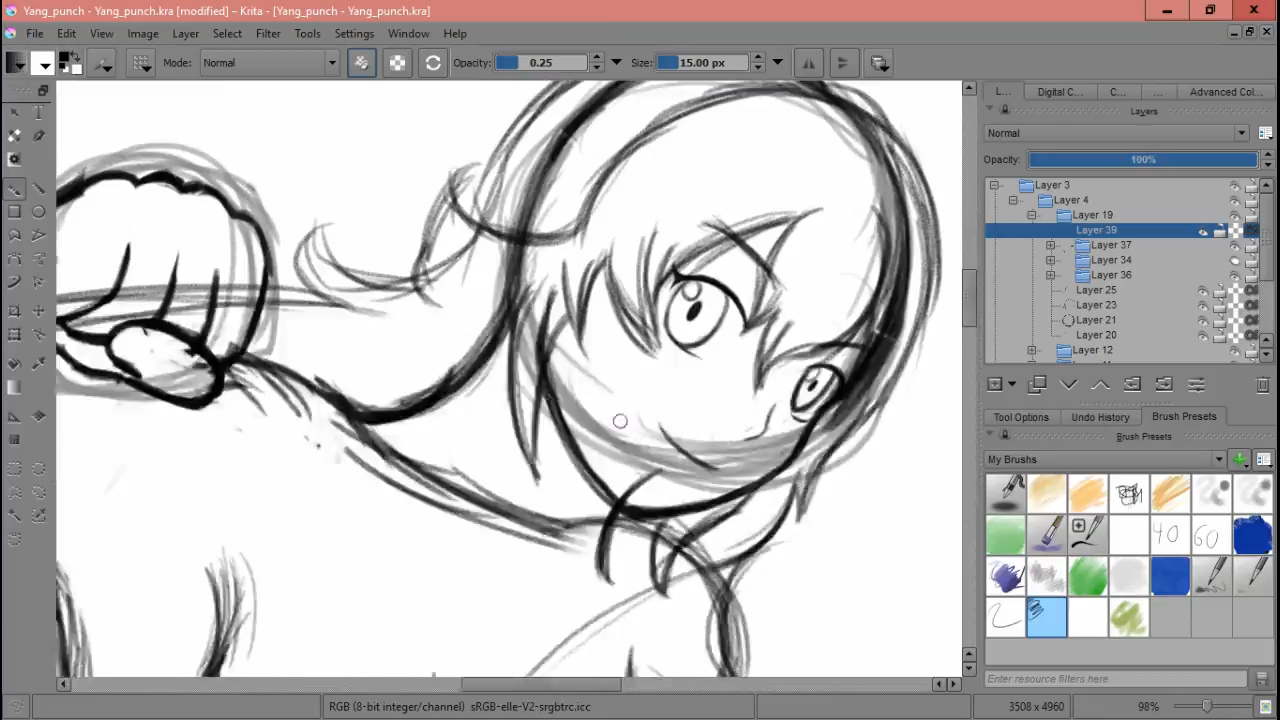 Yang_punch - Yang_punch.kra [modified] - Krita - [Yang_punch - Yang_punch.kra]
File Edit View Image Layer Select Filter Tools Settings Window Help
Mode: Normal Opacity: 0.25 Size: 15.00 px
L... Digital C... C... ... Advanced Col...
Layers
Normal
Opacity: 100%
Layer 3
Layer 4
Layer 19
Layer 39
Layer 37
Layer 34
Layer 36
Layer 25
Layer 23
Layer 21
Layer 20
Layer 12
Tool Options Undo History Brush Presets
Brush Presets
My Brushes
40 60
Enter resource filters here
RGB (8-bit integer/channel) sRGB-elle-V2-srgbtrc.icc 3508 x 4960 98%